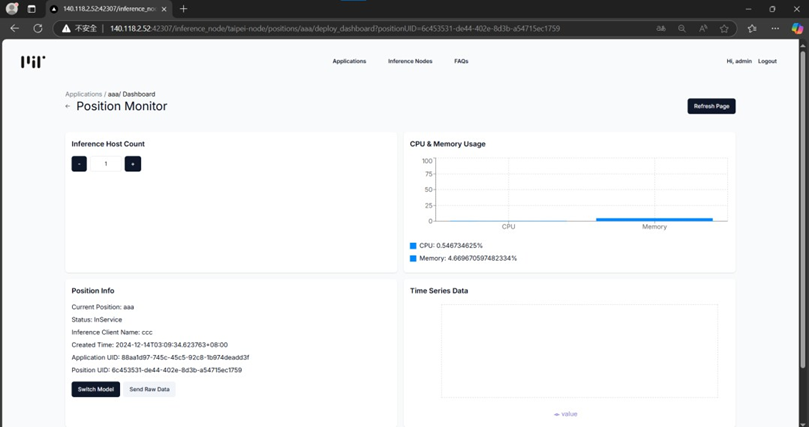 140.118.2.52:42307/inference_noc
不安全
140.118.2.52:42307/inference_node/taipei-node/positions/aaa/deploy_dashboard?positionUID=6c453531-de44-402e-8d3b-a54715ec1759
Applications
Inference Nodes
FAQs
Hi, admin
Logout
Applications / aaa/ Dashboard
← Position Monitor
Refresh Page
Inference Host Count
- 1 +
CPU & Memory Usage
100
75
50
25
0
CPU
Memory
CPU: 0.546734625%
Memory: 4.669670597482334%
Position Info
Current Position: aaa
Status: InService
Inference Client Name: ccc
Created Time: 2024-12-14T03:09:34.623763+08:00
Application UID: 88aa1d97-745c-45c5-92c8-1b974deadd3f
Position UID: 6c453531-de44-402e-8d3b-a54715ec1759
Switch Model
Send Raw Data
Time Series Data
value